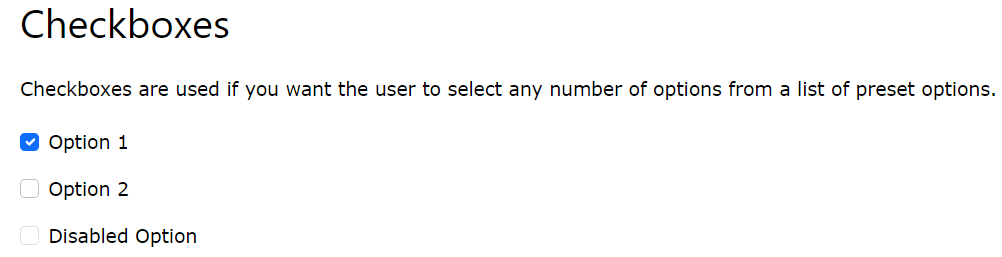 Checkboxes
Checkboxes are used if you want the user to select any number of options from a list of preset options.
Option 1
Option 2
Disabled Option